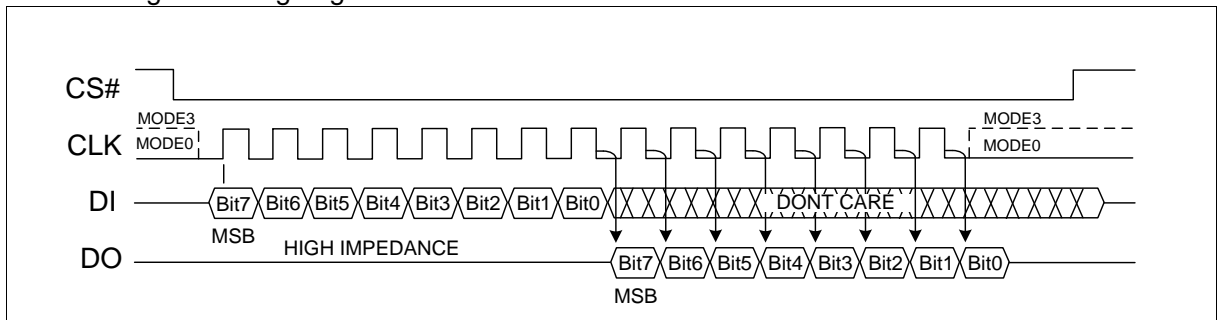 CS#
MODE3
MODE3
CLK
MODE0
MODE0
DI
Bit7 Bit6 Bit5 Bit4 Bit3 Bit2 Bit1 Bit0
DONT CARE
MSB
HIGH IMPEDANCE
DO
Bit7 Bit6 Bit5 Bit4 Bit3 Bit2 Bit1 Bit0
MSB